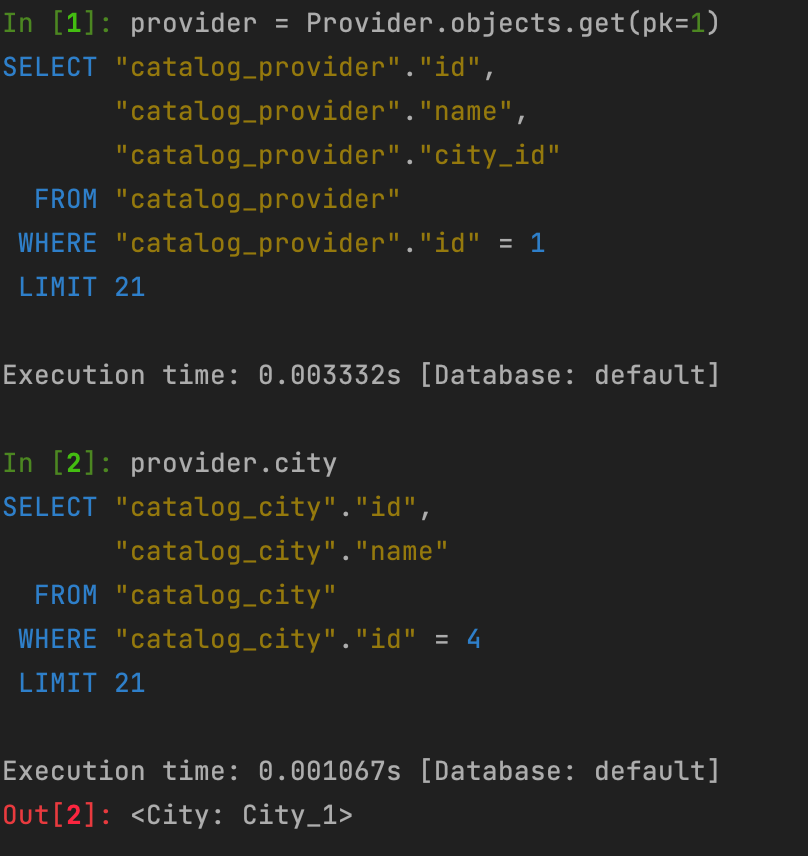 In [1]: provider = Provider.objects.get(pk=1)
SELECT "catalog_provider"."id",
       "catalog_provider"."name",
       "catalog_provider"."city_id"
  FROM "catalog_provider"
 WHERE "catalog_provider"."id" = 1
 LIMIT 21
Execution time: 0.003332s [Database: default]
In [2]: provider.city
SELECT "catalog_city"."id",
       "catalog_city"."name"
  FROM "catalog_city"
 WHERE "catalog_city"."id" = 4
 LIMIT 21
Execution time: 0.001067s [Database: default]
Out[2]: <City: City_1>